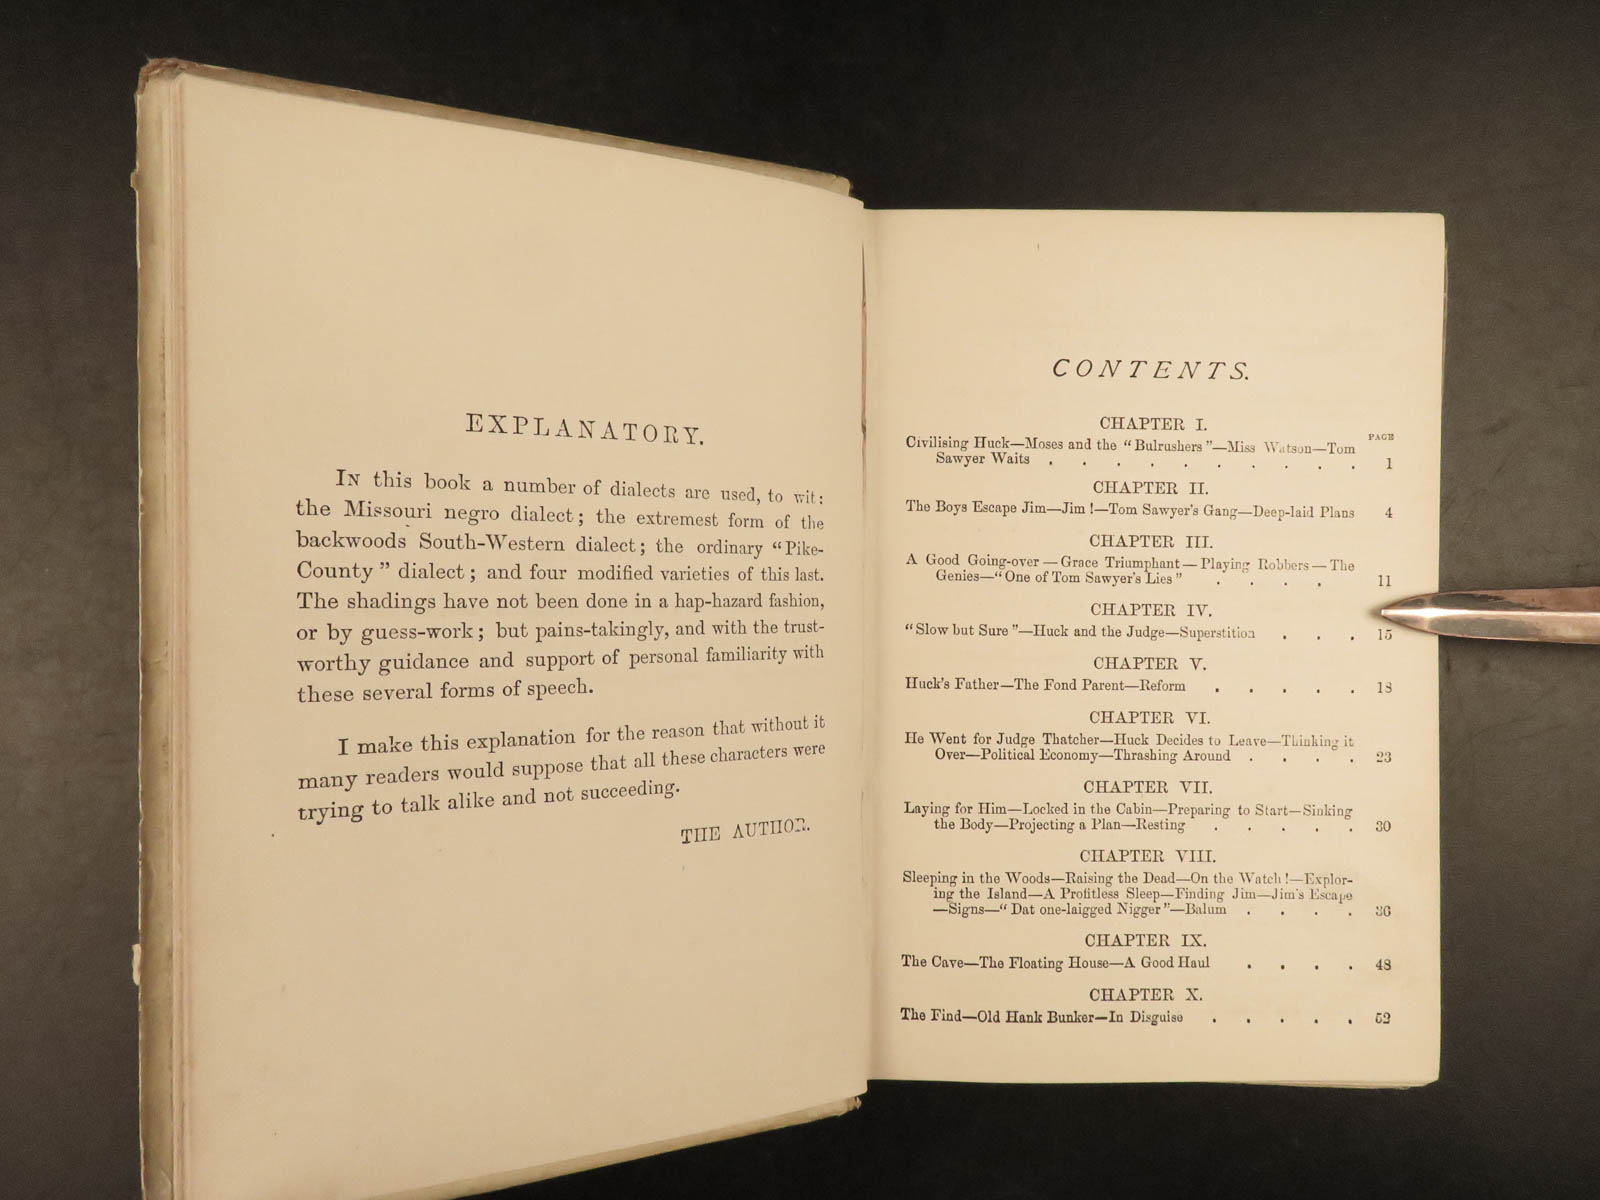 EXPLANATORY.
IN this book a number of dialects are used, to wit:
the Missouri negro dialect; the extremest form of the
backwoods South-Western dialect; the ordinary “Pike-
County” dialect; and four modified varieties of this last.
The shadings have not been done in a hap-hazard fashion,
or by guess-work; but pains-takingly, and with the trust-
worthy guidance and support of personal familiarity with
these several forms of speech.
I make this explanation for the reason that without it
many readers would suppose that all these characters were
trying to talk alike and not succeeding.
THE AUTHOR.
CONTENTS.
CHAPTER I.
PAGE
Civilising Huck—Moses and the “Bulrushers”—Miss Watson—Tom
Sawyer Waits . . . . . . . . . . 1
CHAPTER II.
The Boys Escape Jim—Jim!—Tom Sawyer's Gang—Deep-laid Plans 4
CHAPTER III.
A Good Going-over—Grace Triumphant—Playing Robbers—The
Genies—“One of Tom Sawyer's Lies” . . . . 11
CHAPTER IV.
“Slow but Sure”—Huck and the Judge—Superstition . . . 15
CHAPTER V.
Huck's Father—The Fond Parent—Reform . . . . . 18
CHAPTER VI.
He Went for Judge Thatcher—Huck Decides to Leave—Thinking it
Over—Political Economy—Thrashing Around . . . . 23
CHAPTER VII.
Laying for Him—Locked in the Cabin—Preparing to Start—Sinking
the Body—Projecting a Plan—Resting . . . . . 30
CHAPTER VIII.
Sleeping in the Woods—Raising the Dead—On the Watch!—Explor-
ing the Island—A Profitless Sleep—Finding Jim—Jim's Escape
—Signs—“Dat one-laigged Nigger”—Balum . . . . 36
CHAPTER IX.
The Cave—The Floating House—A Good Haul . . . . 48
CHAPTER X.
The Find—Old Hank Bunker—In Disguise . . . . . 52